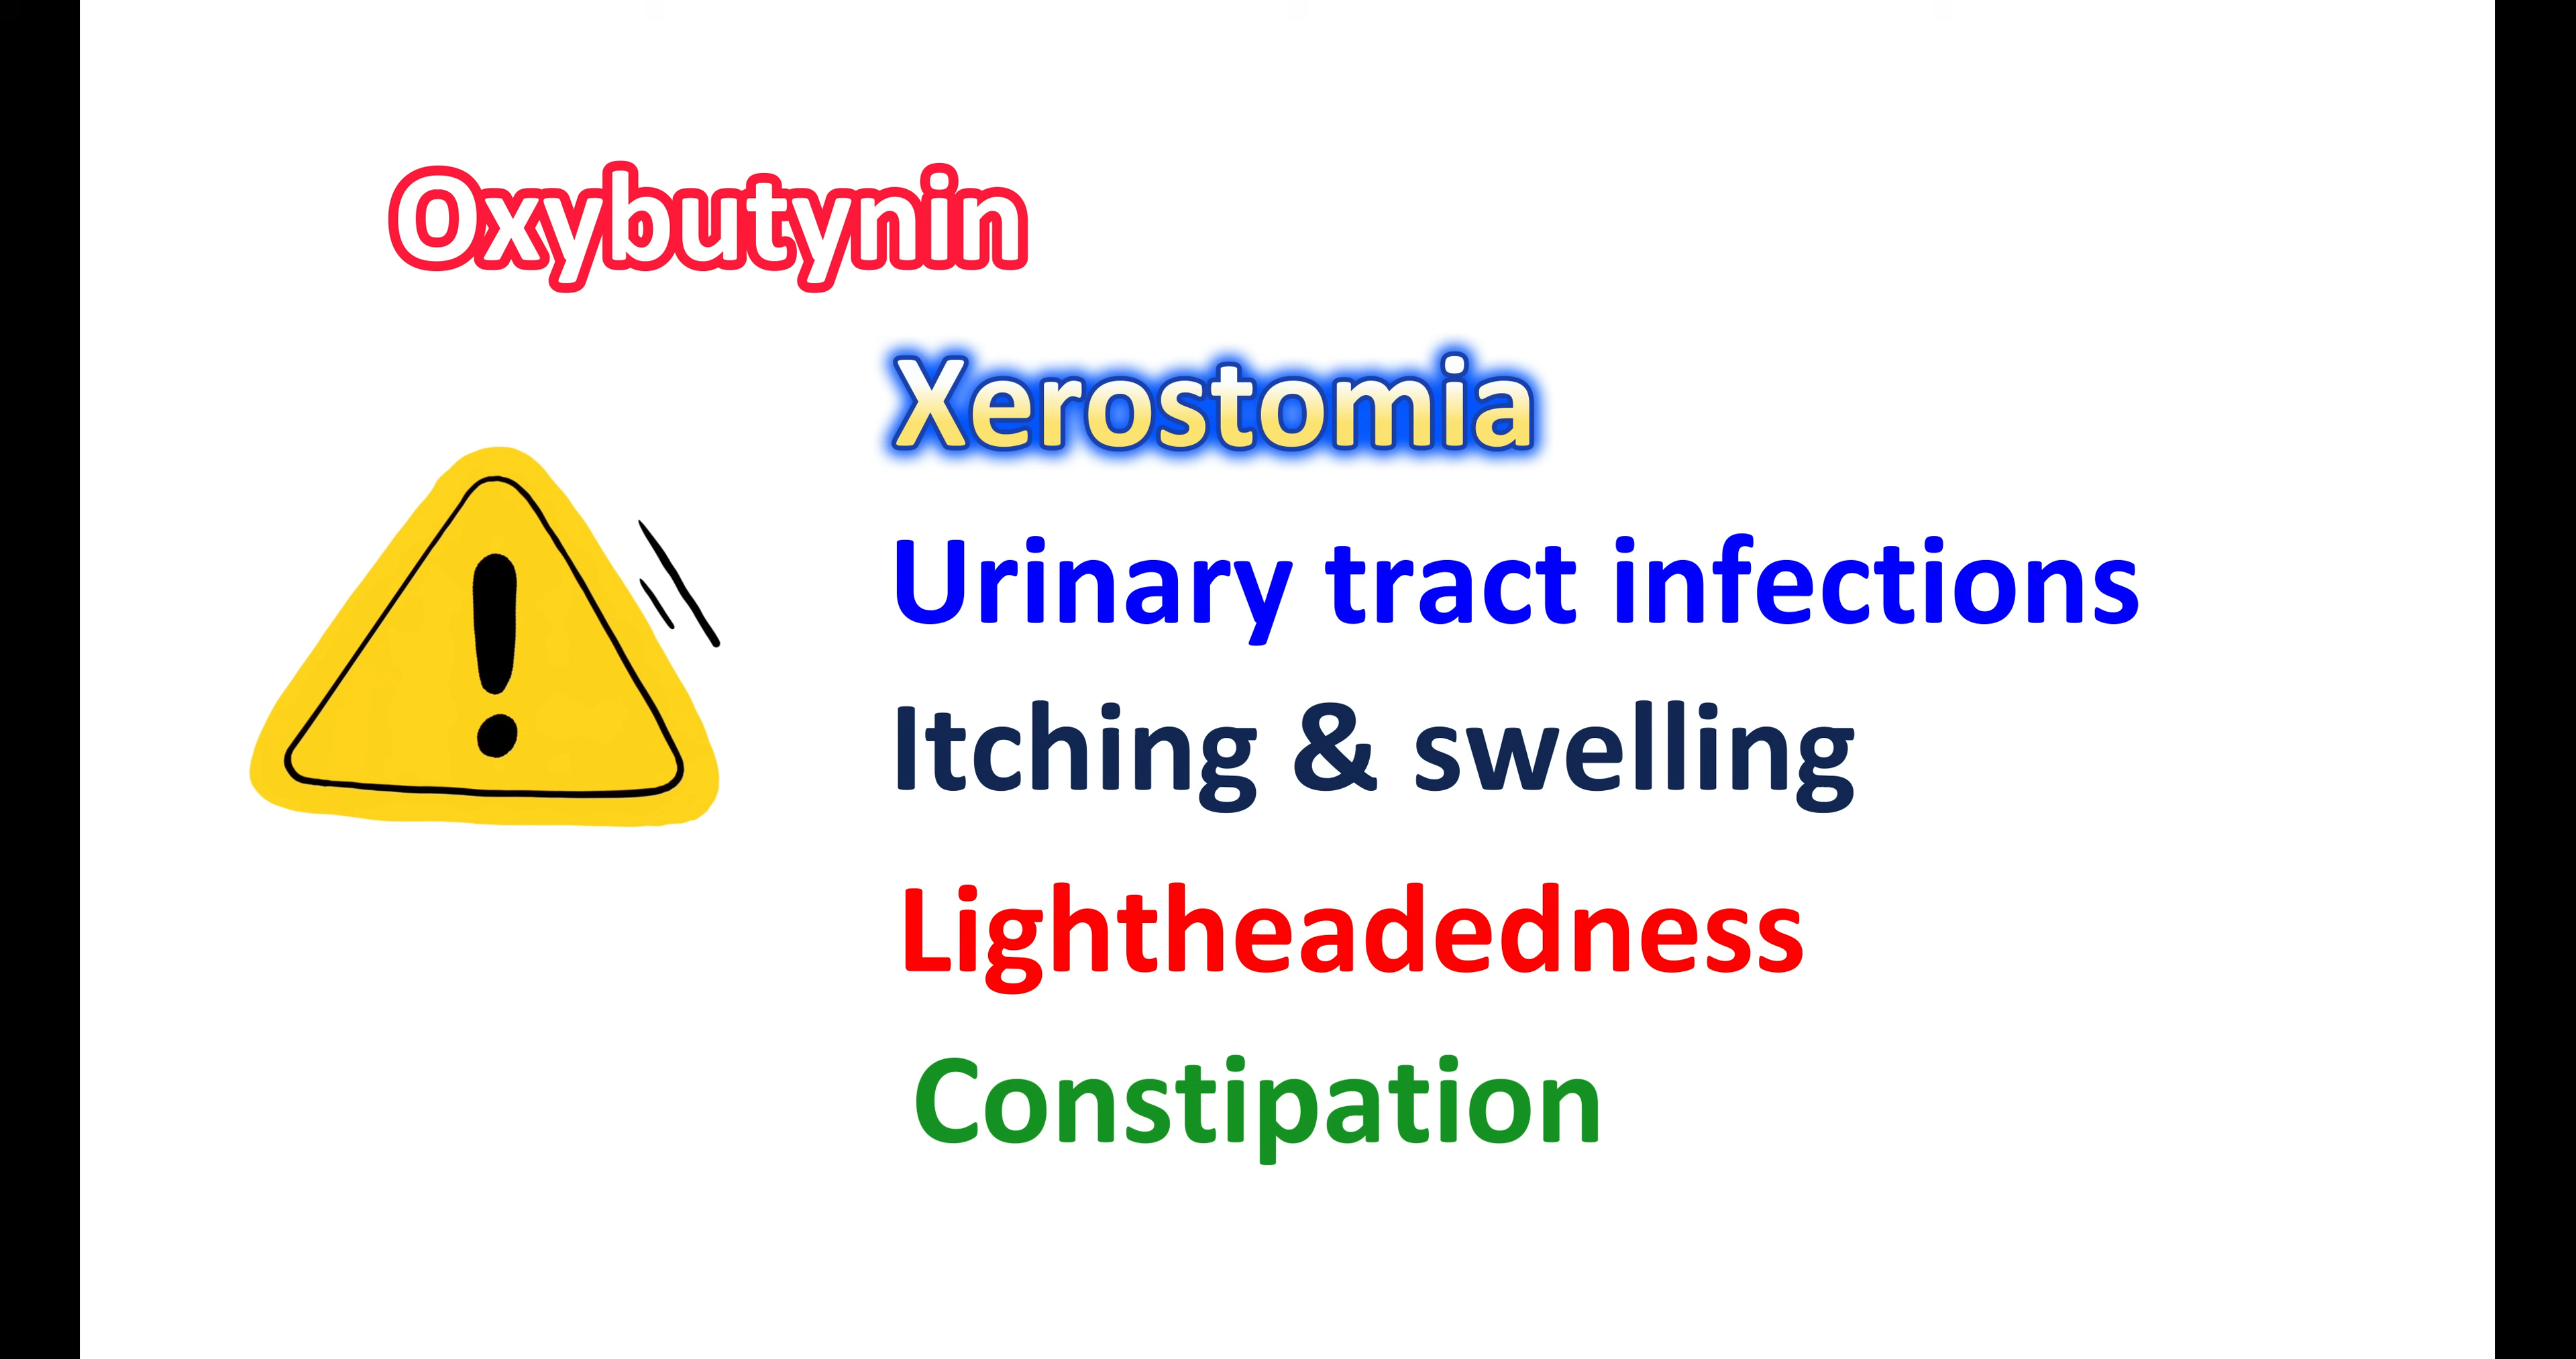 Oxybutynin
Xerostomia
Urinary tract infections
Itching & swelling
Lightheadedness
Constipation